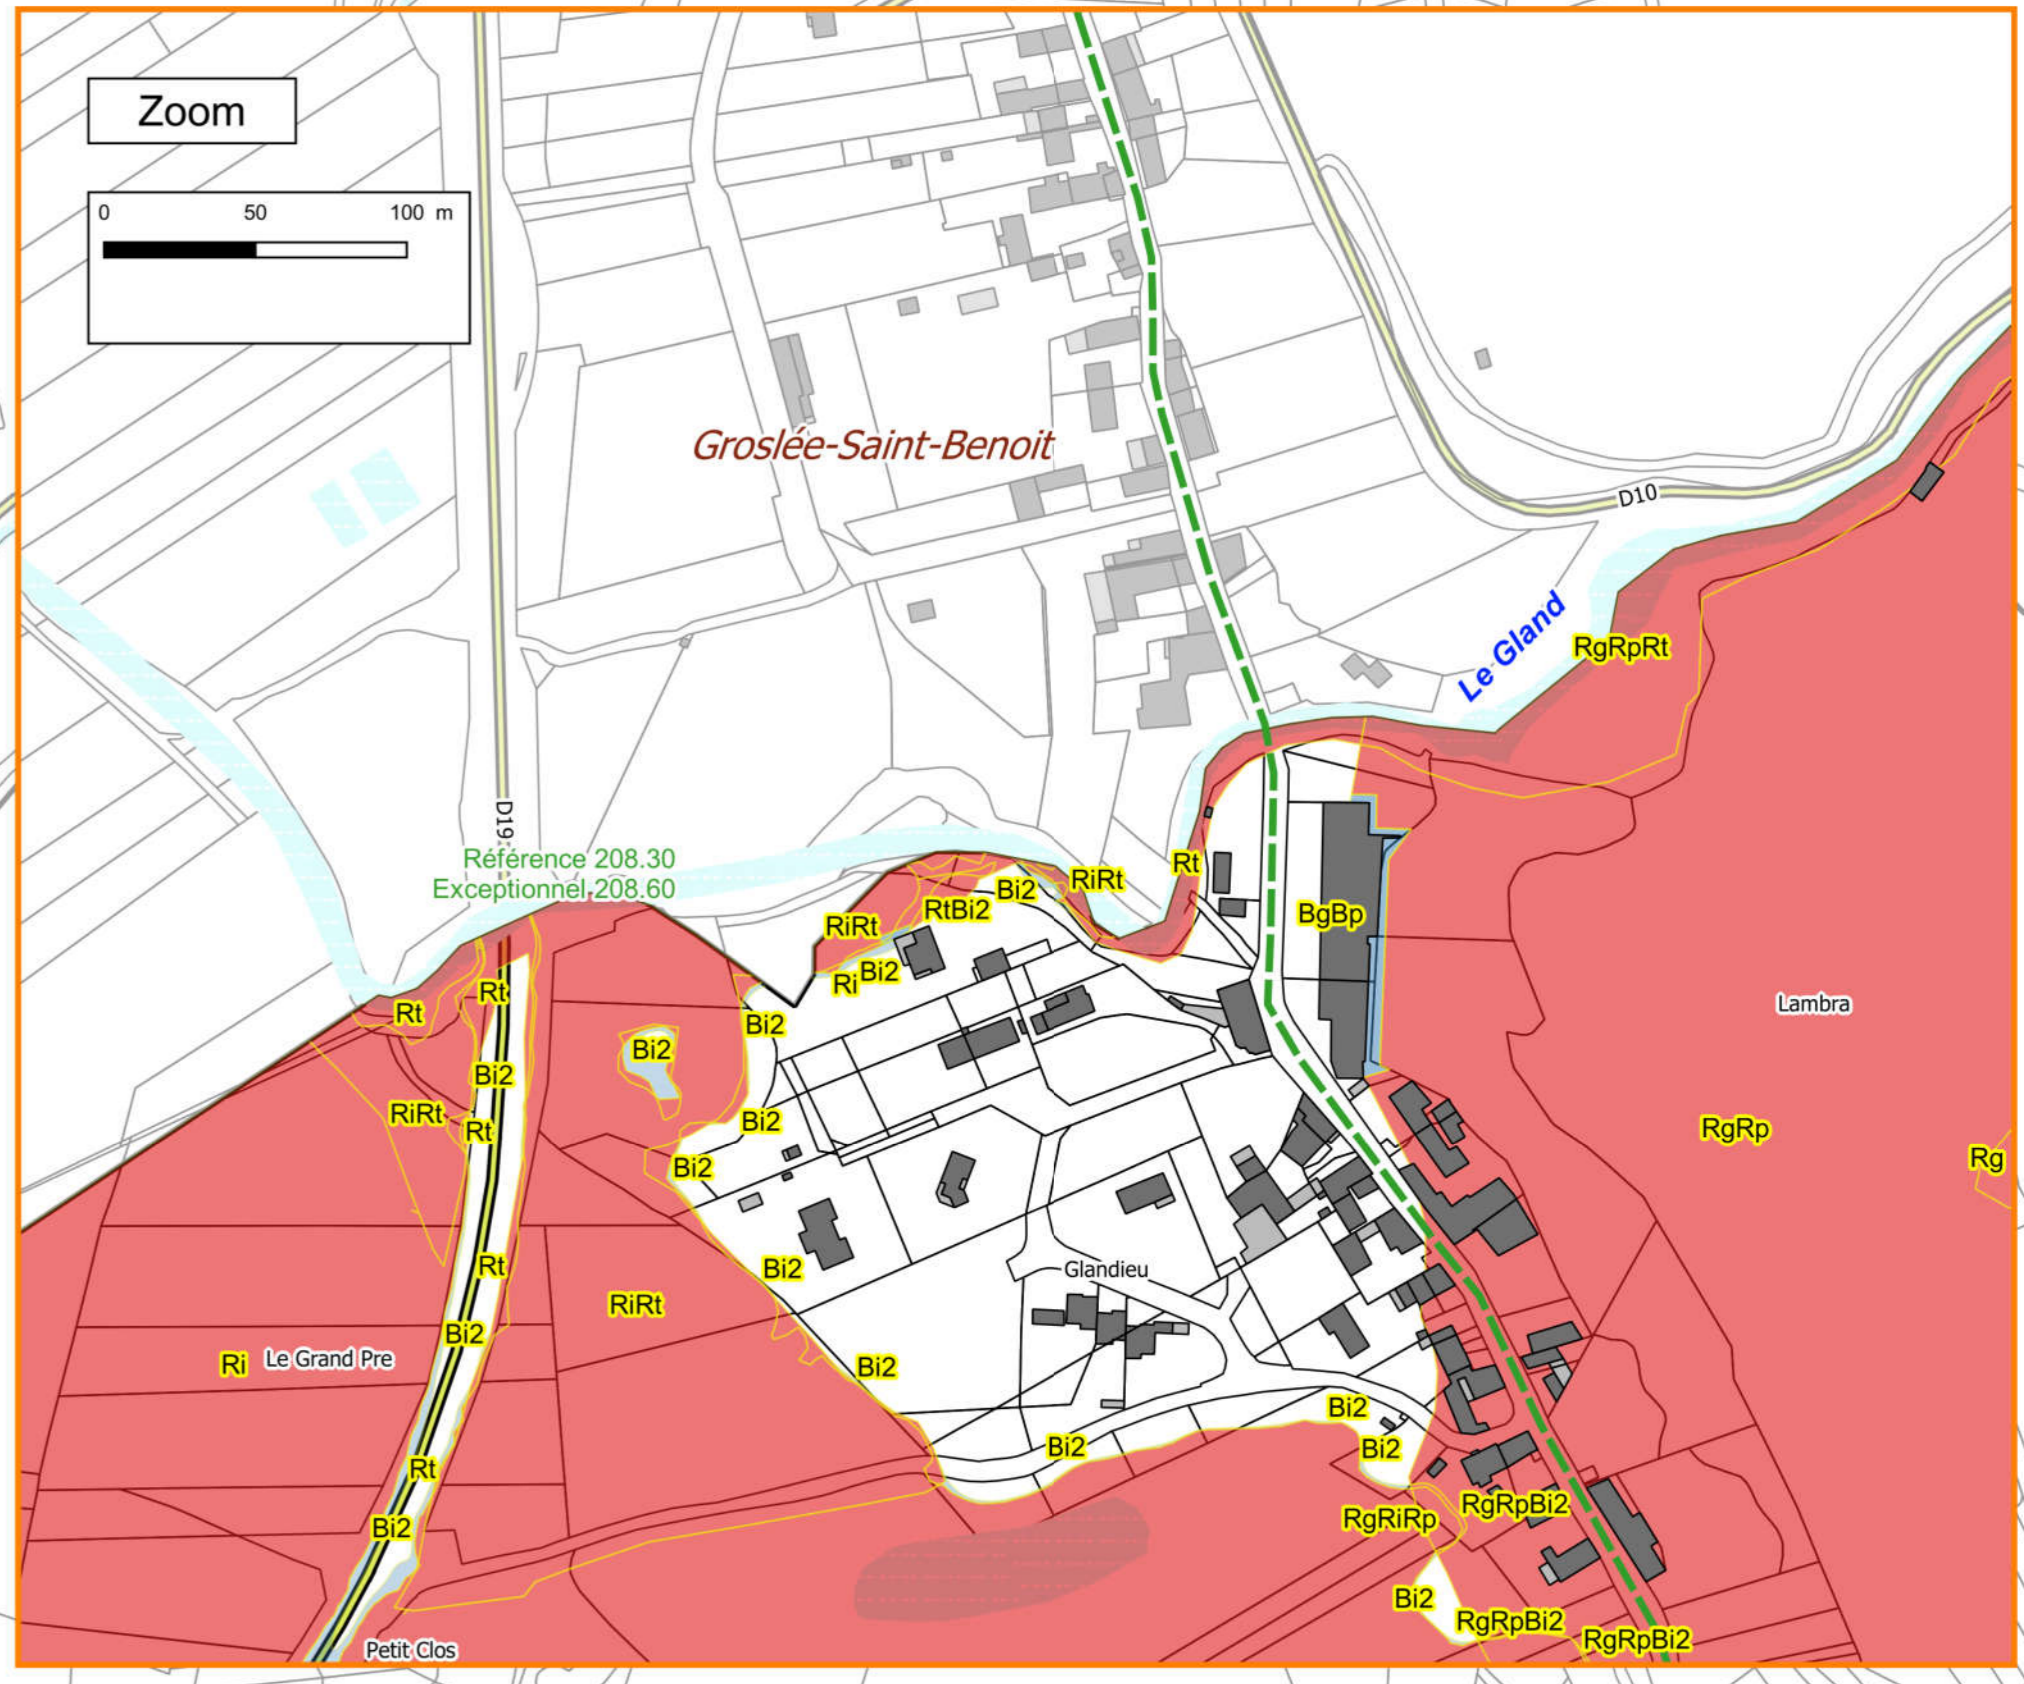 Zoom
0 50 100 m
Groslée-Saint-Benoit
D10
Le Gland
RgRpRt
D19
Référence 208.30
Exceptionnel 208.60
Rt
RiRt
Bi2
RtBi2
BgBp
RiRt
Bi2
Ri
Rt
Rt
Lambra
Bi2
Bi2
Bi2
RiRt
Rt
Bi2
RgRp
Rg
Bi2
Rt
Bi2
Glandieu
RiRt
Bi2
Ri
Le Grand Pre
Bi2
Bi2
Bi2
Bi2
Rt
RgRpBi2
RgRiRp
Bi2
Bi2
RgRpBi2
RgRpBi2
Petit Clos